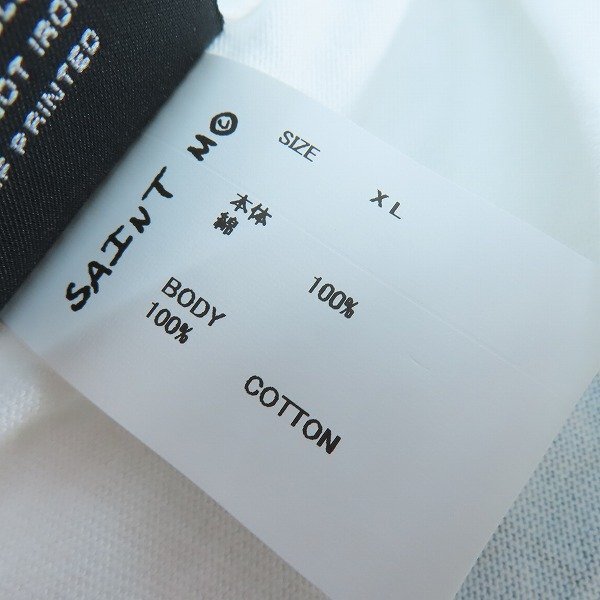 OT IRON
F PRINTED
SAINT M©
SIZE XL
本体
綿 100%
BODY
100% COTTON